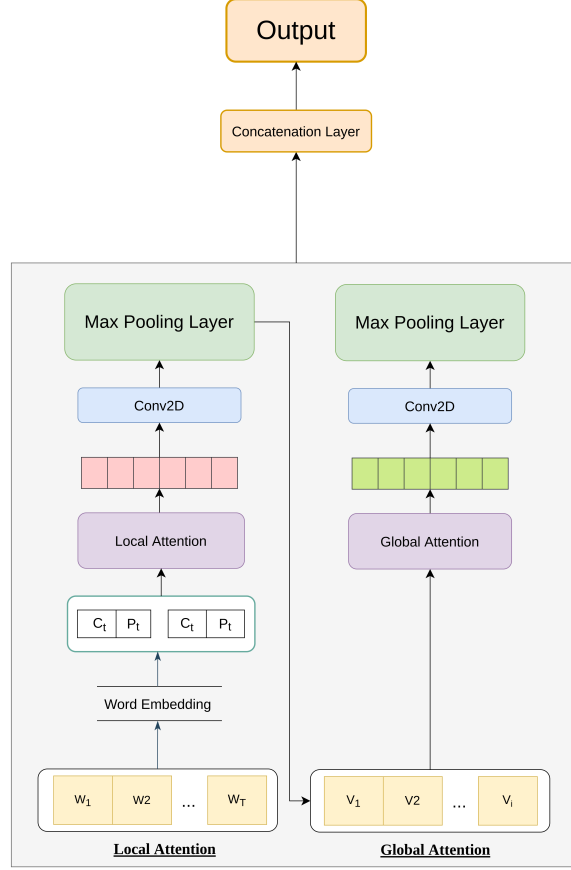 Output
Concatenation Layer
Max Pooling Layer
Max Pooling Layer
Conv2D
Conv2D
Local Attention
Global Attention
Ct Pt Ct Pt
Word Embedding
W1 W2 ... WT
V1 V2 ... Vi
Local Attention
Global Attention